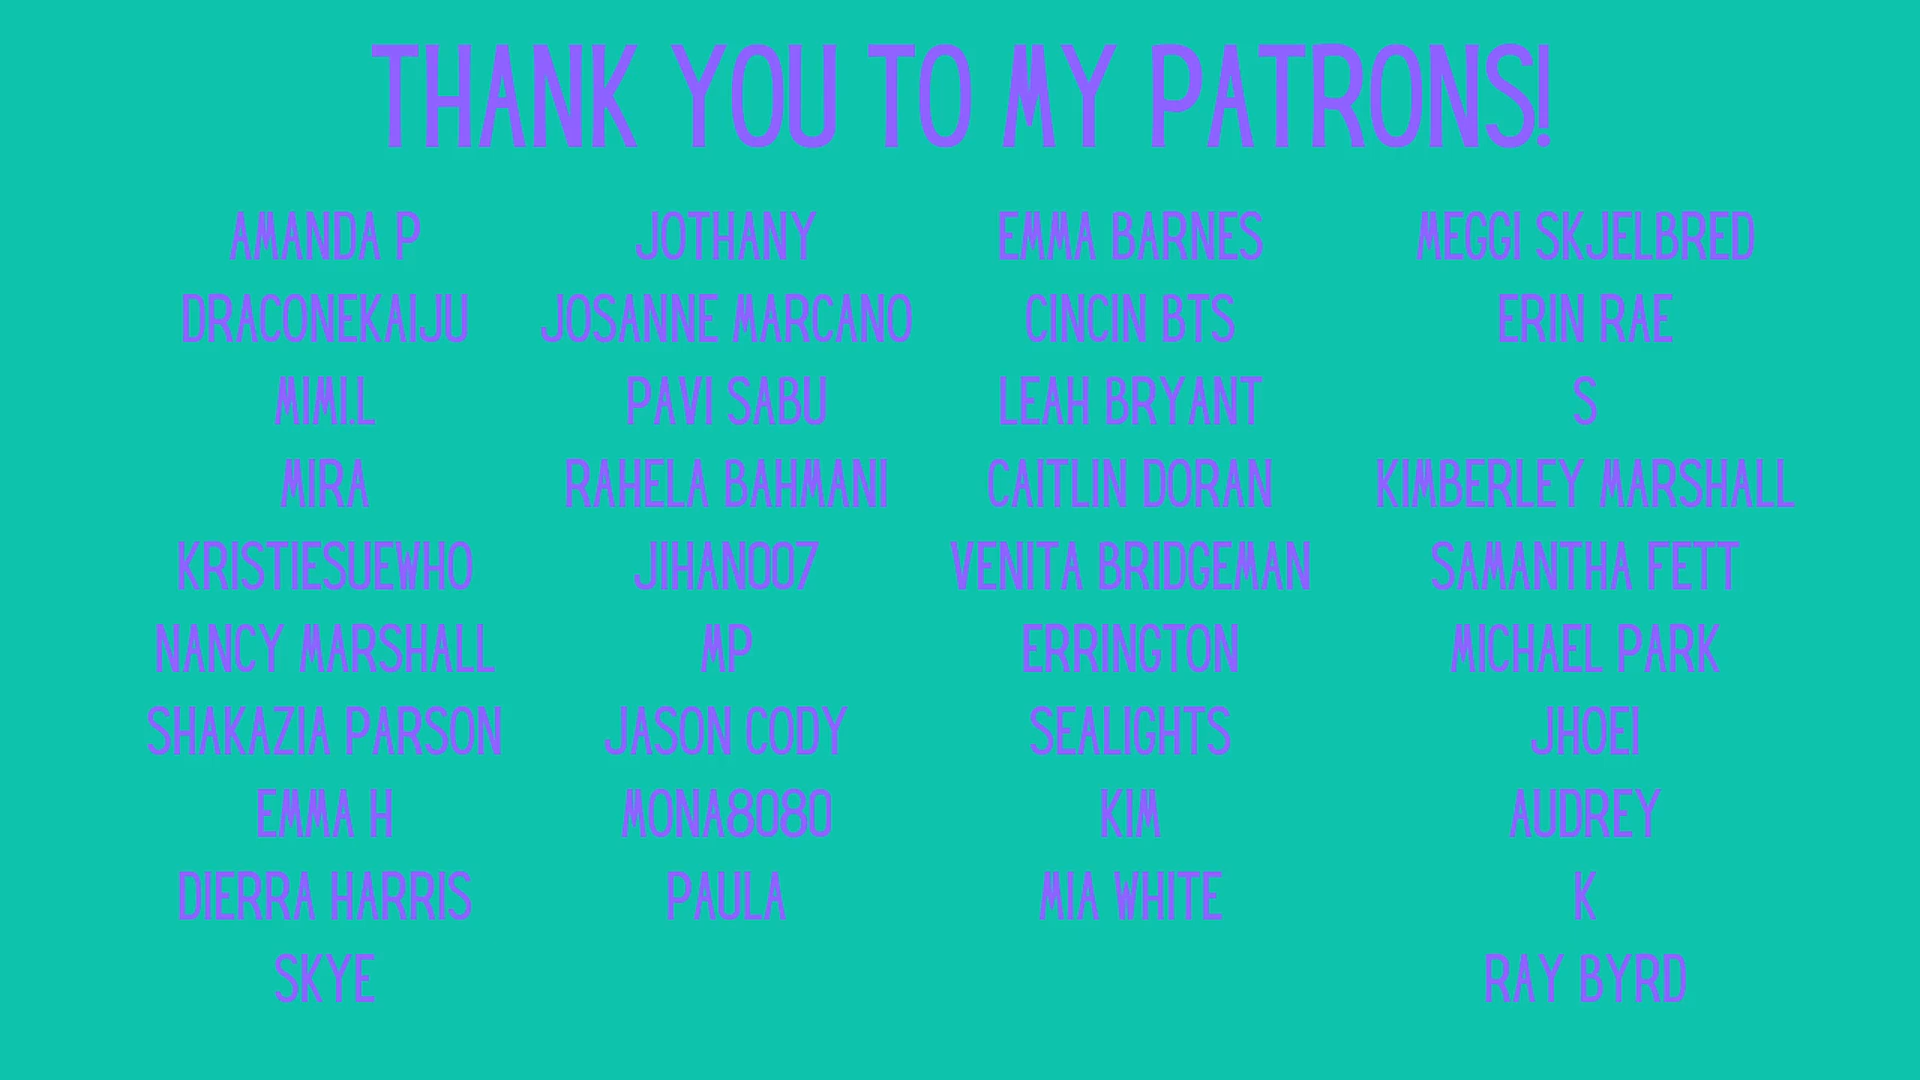 THANK YOU TO MY PATRONS!
AMANDA P
DRACONEKAIJU
MIMI.L
MIRA
KRISTIESUEWHO
NANCY MARSHALL
SHAKAZIA PARSON
EMMA H
DIERRA HARRIS
SKYE
JOTHANY
JOSANNE MARCANO
PAVI SABU
RAHELA BAHMANI
JIHAN007
MP
JASON CODY
MONA8080
PAULA
EMMA BARNES
CINCIN BTS
LEAH BRYANT
CAITLIN DORAN
VENITA BRIDGEMAN
ERRINGTON
SEALIGHTS
KIM
MIA WHITE
MEGGI SKJELBRED
ERIN RAE
S
KIMBERLEY MARSHALL
SAMANTHA FETT
MICHAEL PARK
JHOEI
AUDREY
K
RAY BYRD